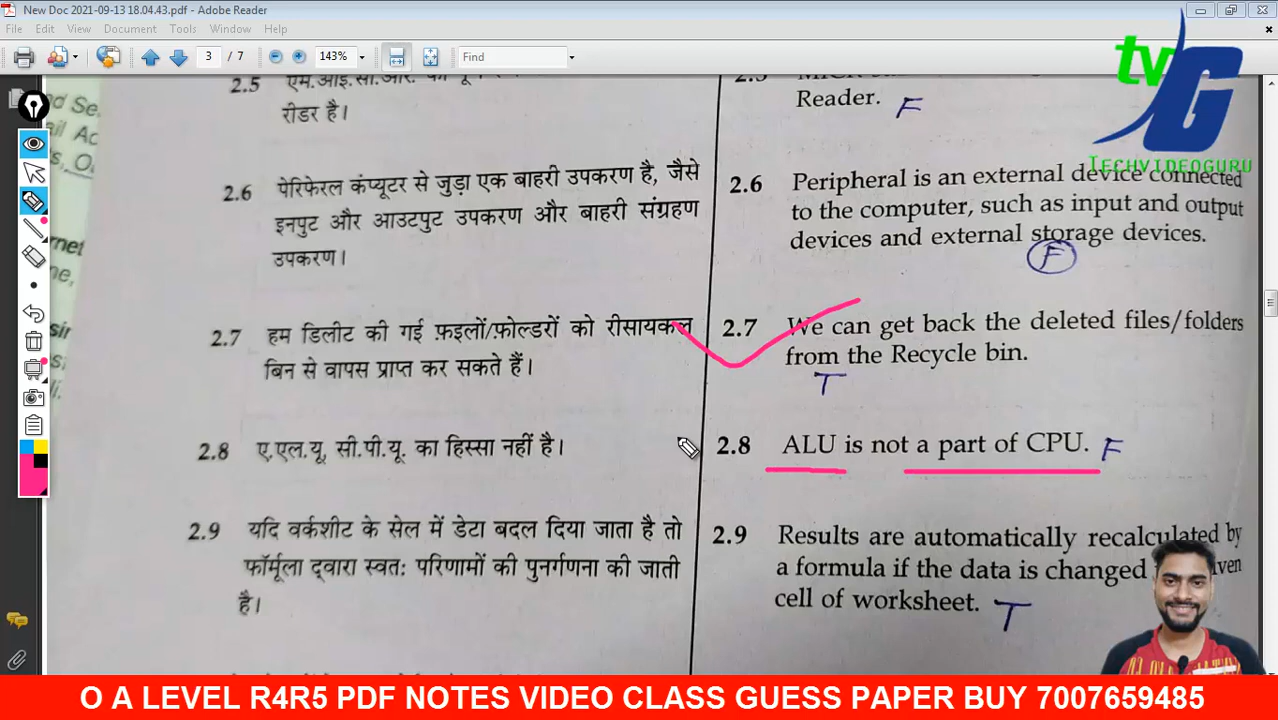 New Doc 2021-09-13 18.04.43.pdf - Adobe Reader
File Edit View Document Tools Window Help
3 / 7 143% Find
tv
G
TECHVIDEOGURU
2.5
रीडर है।
Reader. F
2.6 पेरिफेरल कंप्यूटर से जुड़ा एक बाहरी उपकरण है, जैसे
इनपुट और आउटपुट उपकरण और बाहरी संग्रहण
उपकरण।
2.6 Peripheral is an external device connected
to the computer, such as input and output
devices and external storage devices.
F
2.7 हम डिलीट की गई फ़इलों/फ़ोल्डरों को रीसायकल
बिन से वापस प्राप्त कर सकते हैं।
2.7 We can get back the deleted files/folders
from the Recycle bin.
T
2.8 ए.एल.यू. सी.पी.यू. का हिस्सा नहीं है।
2.8 ALU is not a part of CPU. F
2.9 यदि वर्कशीट के सेल में डेटा बदल दिया जाता है तो
फॉर्मूला द्वारा स्वतः परिणामों की पुनर्गणना की जाती
है।
2.9 Results are automatically recalculated by
a formula if the data is changed
cell of worksheet. T
O A LEVEL R4R5 PDF NOTES VIDEO CLASS GUESS PAPER BUY 7007659485